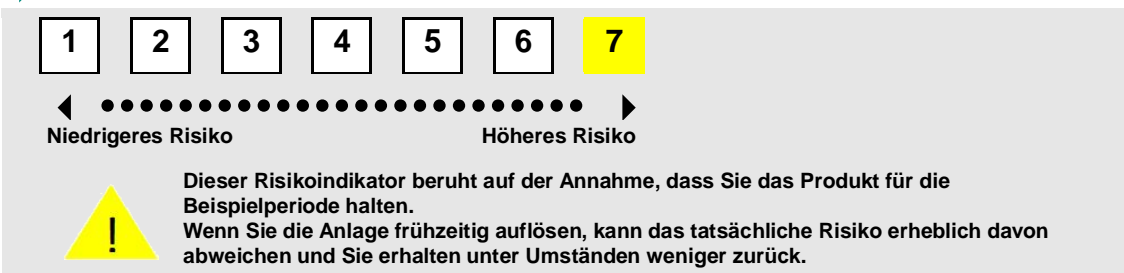 1 2 3 4 5 6 7
Niedrigeres Risiko Höheres Risiko
Dieser Risikoindikator beruht auf der Annahme, dass Sie das Produkt für die
Beispielperiode halten.
! Wenn Sie die Anlage frühzeitig auflösen, kann das tatsächliche Risiko erheblich davon
abweichen und Sie erhalten unter Umständen weniger zurück.